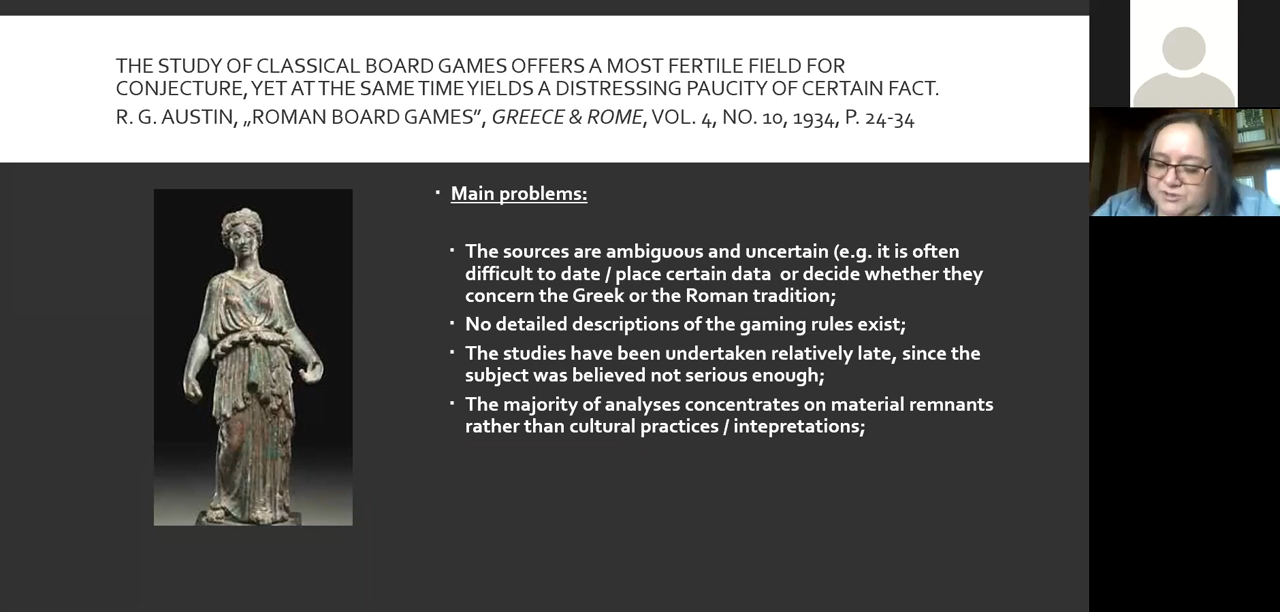 THE STUDY OF CLASSICAL BOARD GAMES OFFERS A MOST FERTILE FIELD FOR
CONJECTURE, YET AT THE SAME TIME YIELDS A DISTRESSING PAUCITY OF CERTAIN FACT.
R. G. AUSTIN, „ROMAN BOARD GAMES”, GREECE & ROME, VOL. 4, NO. 10, 1934, P. 24-34
▪ Main problems:
▪ The sources are ambiguous and uncertain (e.g. it is often
difficult to date / place certain data or decide whether they
concern the Greek or the Roman tradition;
▪ No detailed descriptions of the gaming rules exist;
▪ The studies have been undertaken relatively late, since the
subject was believed not serious enough;
▪ The majority of analyses concentrates on material remnants
rather than cultural practices / intepretations;